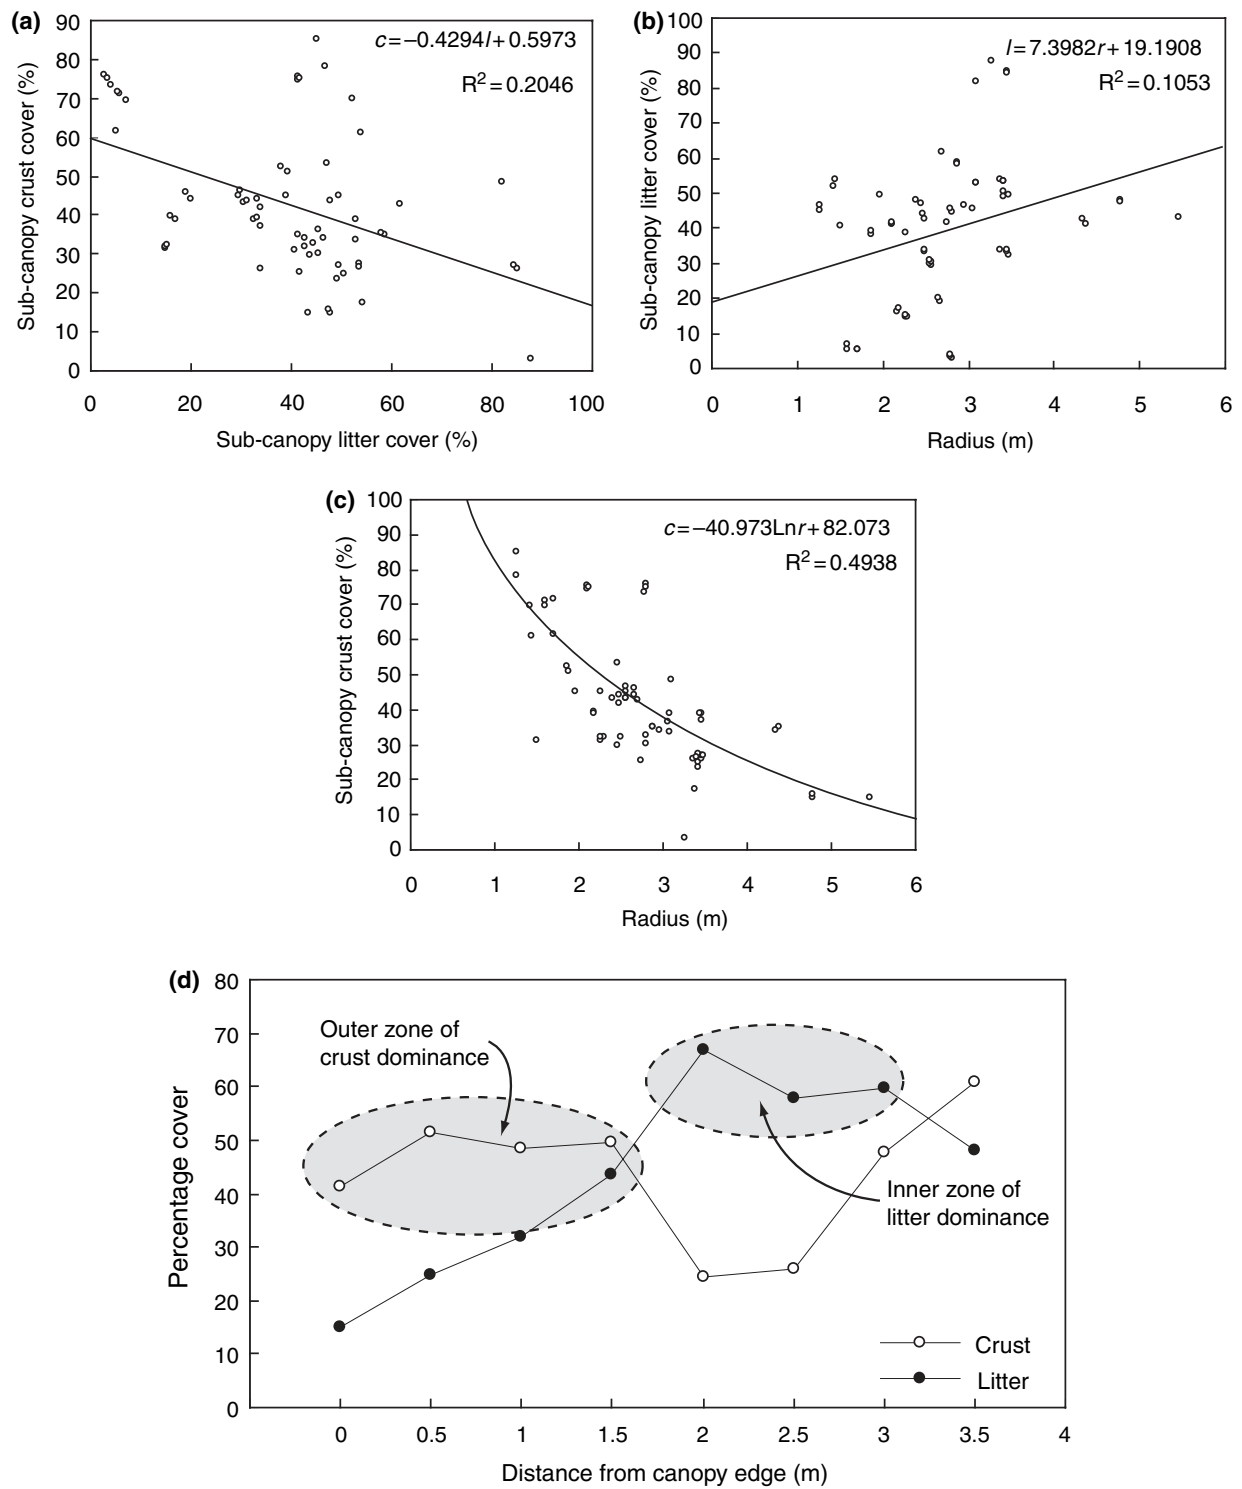 (a)
90
80
70
60
50
40
30
20
10
0
Sub-canopy crust cover (%)
c=−0.4294l+0.5973
R²=0.2046
0 20 40 60 80 100
Sub-canopy litter cover (%)
(b)
100
90
80
70
60
50
40
30
20
10
0
Sub-canopy litter cover (%)
l=7.3982r+19.1908
R²=0.1053
0 1 2 3 4 5 6
Radius (m)
(c)
100
90
80
70
60
50
40
30
20
10
0
Sub-canopy crust cover (%)
c=−40.973Lnr+82.073
R²=0.4938
0 1 2 3 4 5 6
Radius (m)
(d)
80
70
60
50
40
30
20
10
0
Percentage cover
Outer zone of
crust dominance
Inner zone of
litter dominance
Crust
Litter
0 0.5 1 1.5 2 2.5 3 3.5 4
Distance from canopy edge (m)